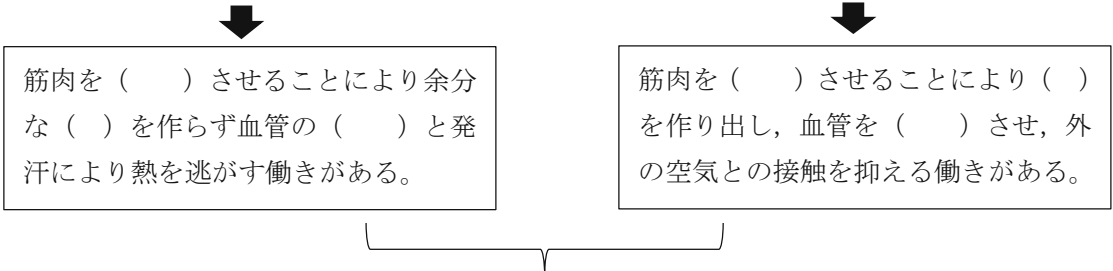 筋肉を（　　）させることにより余分
な（　）を作らず血管の（　　）と発
汗により熱を逃がす働きがある。
筋肉を（　　）させることにより（　）
を作り出し，血管を（　　）させ，外
の空気との接触を抑える働きがある。